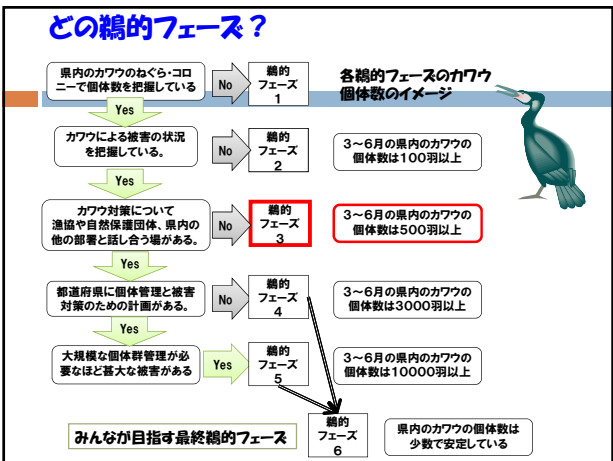 どの鵜的フェーズ?
県内のカワウのねぐら・コロ
ニーで個体数を把握している
No
鵜的
フェーズ
1
各鵜的フェーズのカワウ
個体数のイメージ
Yes
カワウによる被害の状況
を把握している。
No
鵜的
フェーズ
2
3～6月の県内のカワウの
個体数は100羽以上
Yes
カワウ対策について
漁協や自然保護団体、県内の
他の部署と話し合う場がある。
No
鵜的
フェーズ
3
3～6月の県内のカワウの
個体数は500羽以上
Yes
都道府県に個体管理と被害
対策のための計画がある。
No
鵜的
フェーズ
4
3～6月の県内のカワウの
個体数は3000羽以上
Yes
大規模な個体群管理が必
要なほど甚大な被害がある
Yes
鵜的
フェーズ
5
3～6月の県内のカワウの
個体数は10000羽以上
みんなが目指す最終鵜的フェーズ
鵜的
フェーズ
6
県内のカワウの個体数は
少数で安定している